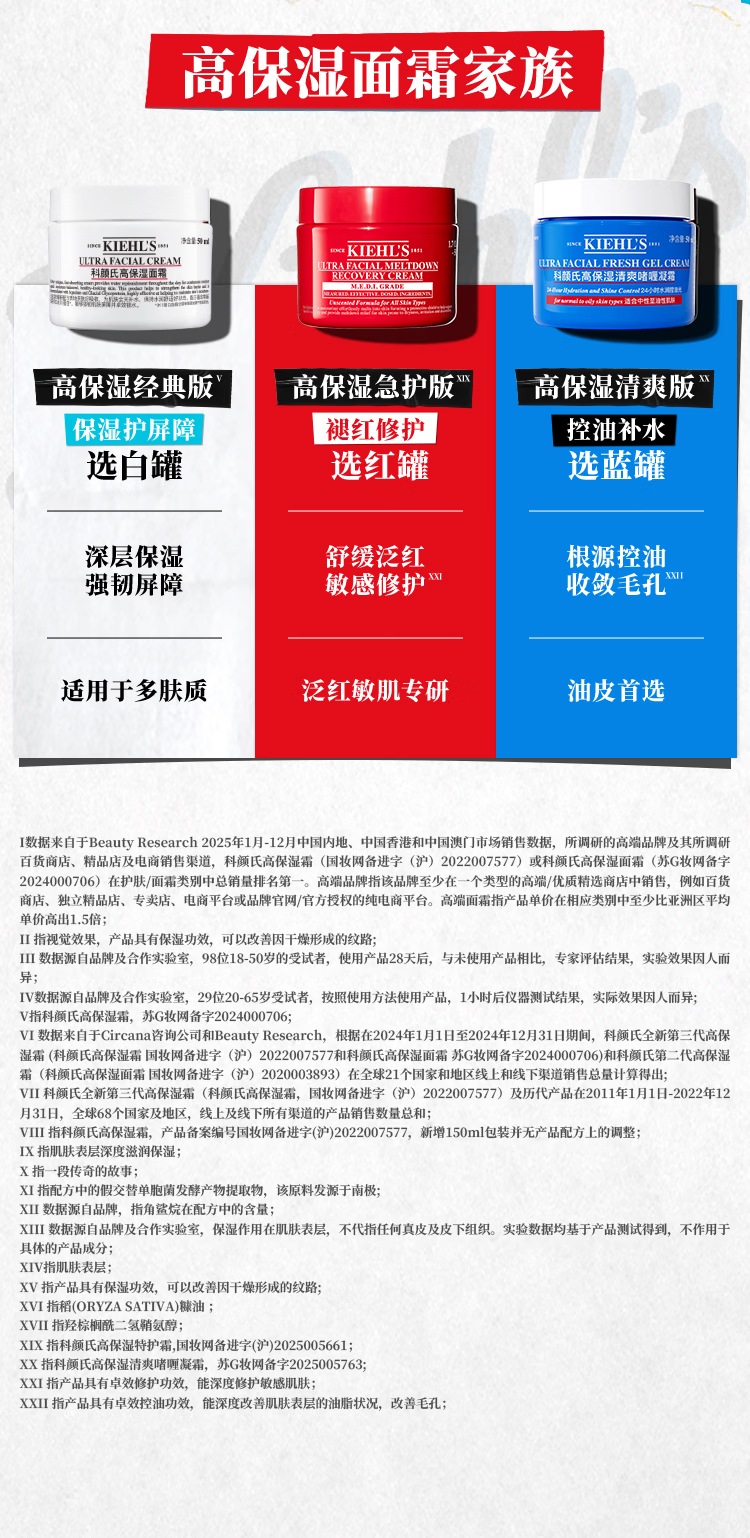 高保湿面霜家族
SINCE KIEHL'S 1851
净含量:50 ml
ULTRA FACIAL CREAM
科颜氏高保湿面霜
SINCE KIEHL'S 1851
ULTRA FACIAL MELTDOWN
RECOVERY CREAM
M.E.D.I. GRADE
MEASURED. EFFECTIVE. DOSED. INGREDIENTS.
Unscented Formula for All Skin Types
SINCE KIEHL'S 1851
净含量:50
ULTRA FACIAL FRESH GEL CREAM
科颜氏高保湿清爽啫喱凝霜
24-Hour Hydration and Shine Control 24小时水润控油光
for normal to oily skin types 适合中性至油性肌肤
高保湿经典版V
保湿护屏障
选白罐
深层保湿
强韧屏障
适用于多肤质
高保湿急护版XIX
褪红修护
选红罐
舒缓泛红
敏感修护XXI
泛红敏肌专研
高保湿清爽版XX
控油补水
选蓝罐
根源控油
收敛毛孔XXII
油皮首选
I数据来自于Beauty Research 2025年1月-12月中国内地、中国香港和中国澳门市场销售数据，所调研的高端品牌及其所调研
百货商店、精品店及电商销售渠道，科颜氏高保湿霜（国妆网备进字（沪）2022007577）或科颜氏高保湿面霜（苏G妆网备字
2024000706）在护肤/面霜类别中总销量排名第一。高端品牌指该品牌至少在一个类型的高端/优质精选商店中销售，例如百货
商店、独立精品店、专卖店、电商平台或品牌官网/官方授权的纯电商平台。高端面霜指产品单价在相应类别中至少比亚洲区平均
单价高出1.5倍；
II 指视觉效果，产品具有保湿功效，可以改善因干燥形成的纹路；
III 数据源自品牌及合作实验室，98位18-50岁的受试者，使用产品28天后，与未使用产品相比，专家评估结果，实验效果因人而
异；
IV数据源自品牌及合作实验室，29位20-65岁受试者，按照使用方法使用产品，1小时后仪器测试结果，实际效果因人而异；
V指科颜氏高保湿霜，苏G妆网备字2024000706；
VI 数据来自于Circana咨询公司和Beauty Research，根据在2024年1月1日至2024年12月31日期间，科颜氏全新第三代高保
湿霜 (科颜氏高保湿霜 国妆网备进字（沪）2022007577和科颜氏高保湿面霜 苏G妆网备字2024000706)和科颜氏第二代高保湿
霜（科颜氏高保湿面霜 国妆网备进字（沪）2020003893）在全球21个国家和地区线上和线下渠道销售总量计算得出；
VII 科颜氏全新第三代高保湿霜（科颜氏高保湿霜，国妆网备进字（沪）2022007577）及历代产品在2011年1月1日-2022年12
月31日，全球68个国家及地区，线上及线下所有渠道的产品销售数量总和；
VIII 指科颜氏高保湿霜，产品备案编号国妆网备进字(沪)2022007577，新增150ml包装并无产品配方上的调整；
IX 指肌肤表层深度滋润保湿；
X 指一段传奇的故事；
XI 指配方中的假交替单胞菌发酵产物提取物，该原料发源于南极；
XII 数据源自品牌，指角鲨烷在配方中的含量；
XIII 数据源自品牌及合作实验室，保湿作用在肌肤表层，不代指任何真皮及皮下组织。实验数据均基于产品测试得到，不作用于
具体的产品成分；
XIV指肌肤表层；
XV 指产品具有保湿功效，可以改善因干燥形成的纹路;
XVI 指稻(ORYZA SATIVA)糠油 ；
XVII 指羟棕榈酰二氢鞘氨醇；
XIX 指科颜氏高保湿特护霜,国妆网备进字(沪)2025005661；
XX 指科颜氏高保湿清爽啫喱凝霜，苏G妆网备字2025005763;
XXI 指产品具有卓效修护功效，能深度修护敏感肌肤；
XXII 指产品具有卓效控油功效，能深度改善肌肤表层的油脂状况，改善毛孔；